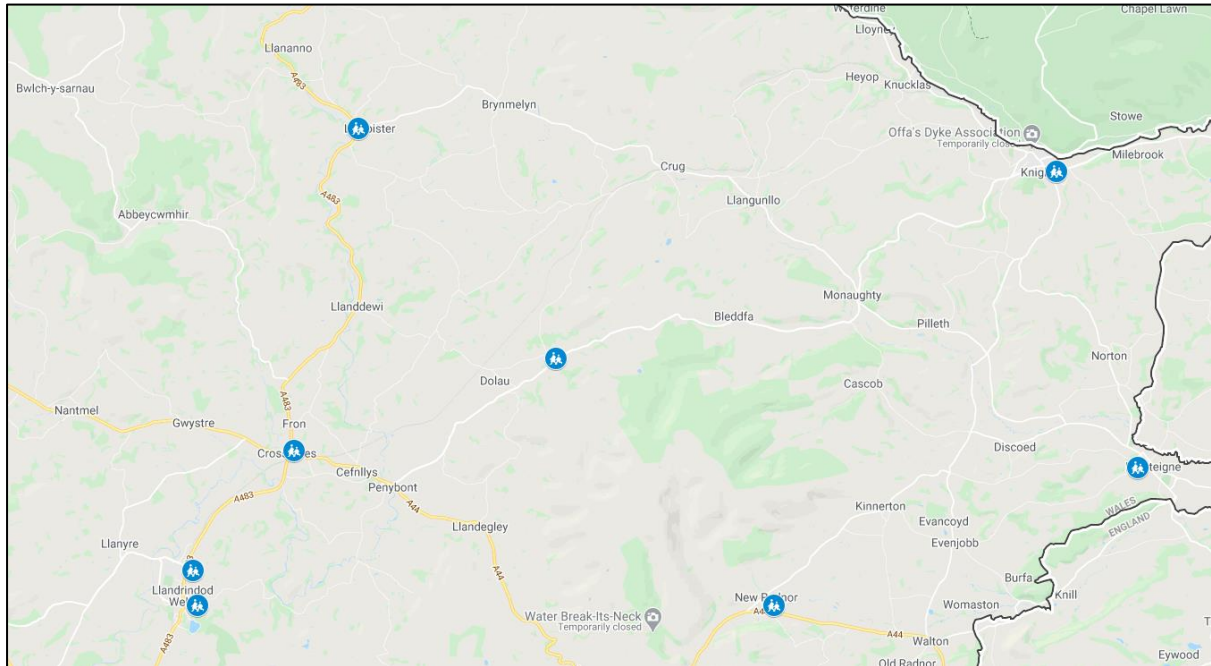 Waterdine
Chapel Lawn
Lloyney
Llananno
Heyop
Knucklas
A483
Bwlch-y-sarnau
Brynmelyn
Stowe
Offa's Dyke Association
Temporarily closed
Milebrook
Crug
A483
Llangunllo
Abbeycwmhir
Monaughty
Llanddewi
Bleddfa
Pilleth
Norton
Dolau
Cascob
A483
Nantmel
Gwystre
Fron
Discoed
Cefnllys
Penybont
A483
A44
Kinnerton
WALES
ENGLAND
Llandegley
Evancoyd
Llanyre
Evenjobb
A44
Burfa
Llandrindod
Knill
Water Break-Its-Neck
Temporarily closed
New
Womaston
A44
Walton
A483
Old Radnor
Eywood